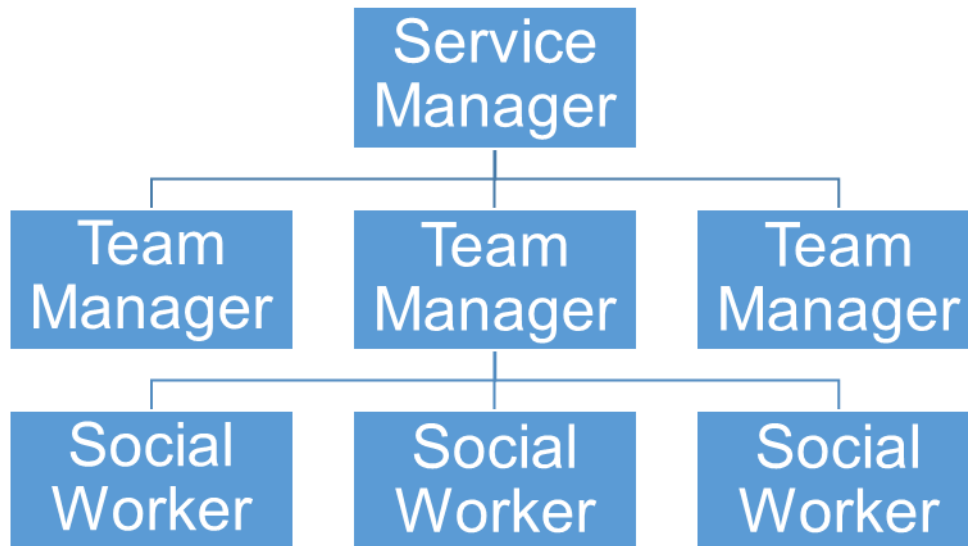 Service
Manager
Team
Manager
Team
Manager
Team
Manager
Social
Worker
Social
Worker
Social
Worker